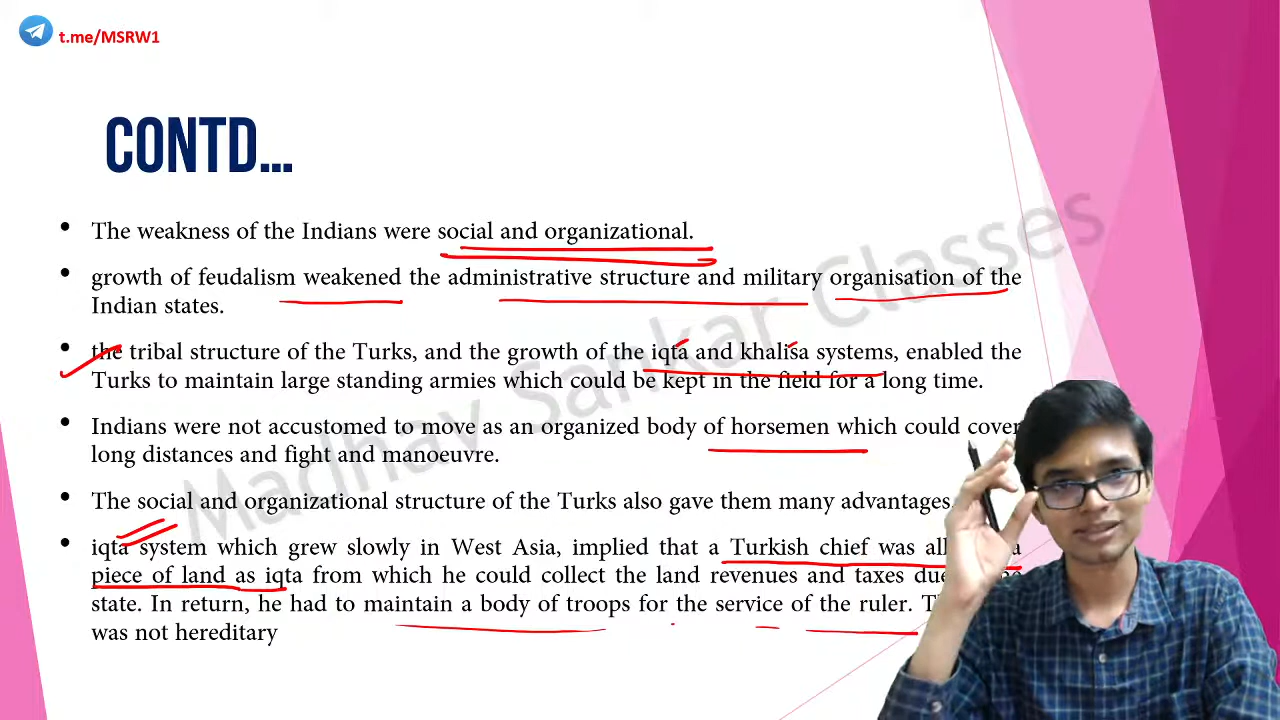 t.me/MSRW1
CONTD...
• The weakness of the Indians were social and organizational.
• growth of feudalism weakened the administrative structure and military organisation of the
Indian states.
• the tribal structure of the Turks, and the growth of the iqta and khalisa systems, enabled the
Turks to maintain large standing armies which could be kept in the field for a long time.
• Indians were not accustomed to move as an organized body of horsemen which could cover
long distances and fight and manoeuvre.
• The social and organizational structure of the Turks also gave them many advantages.
• iqta system which grew slowly in West Asia, implied that a Turkish chief was a
piece of land as iqta from which he could collect the land revenues and taxes due
state. In return, he had to maintain a body of troops for the service of the ruler.
was not hereditary
Madhav Sankar Classes